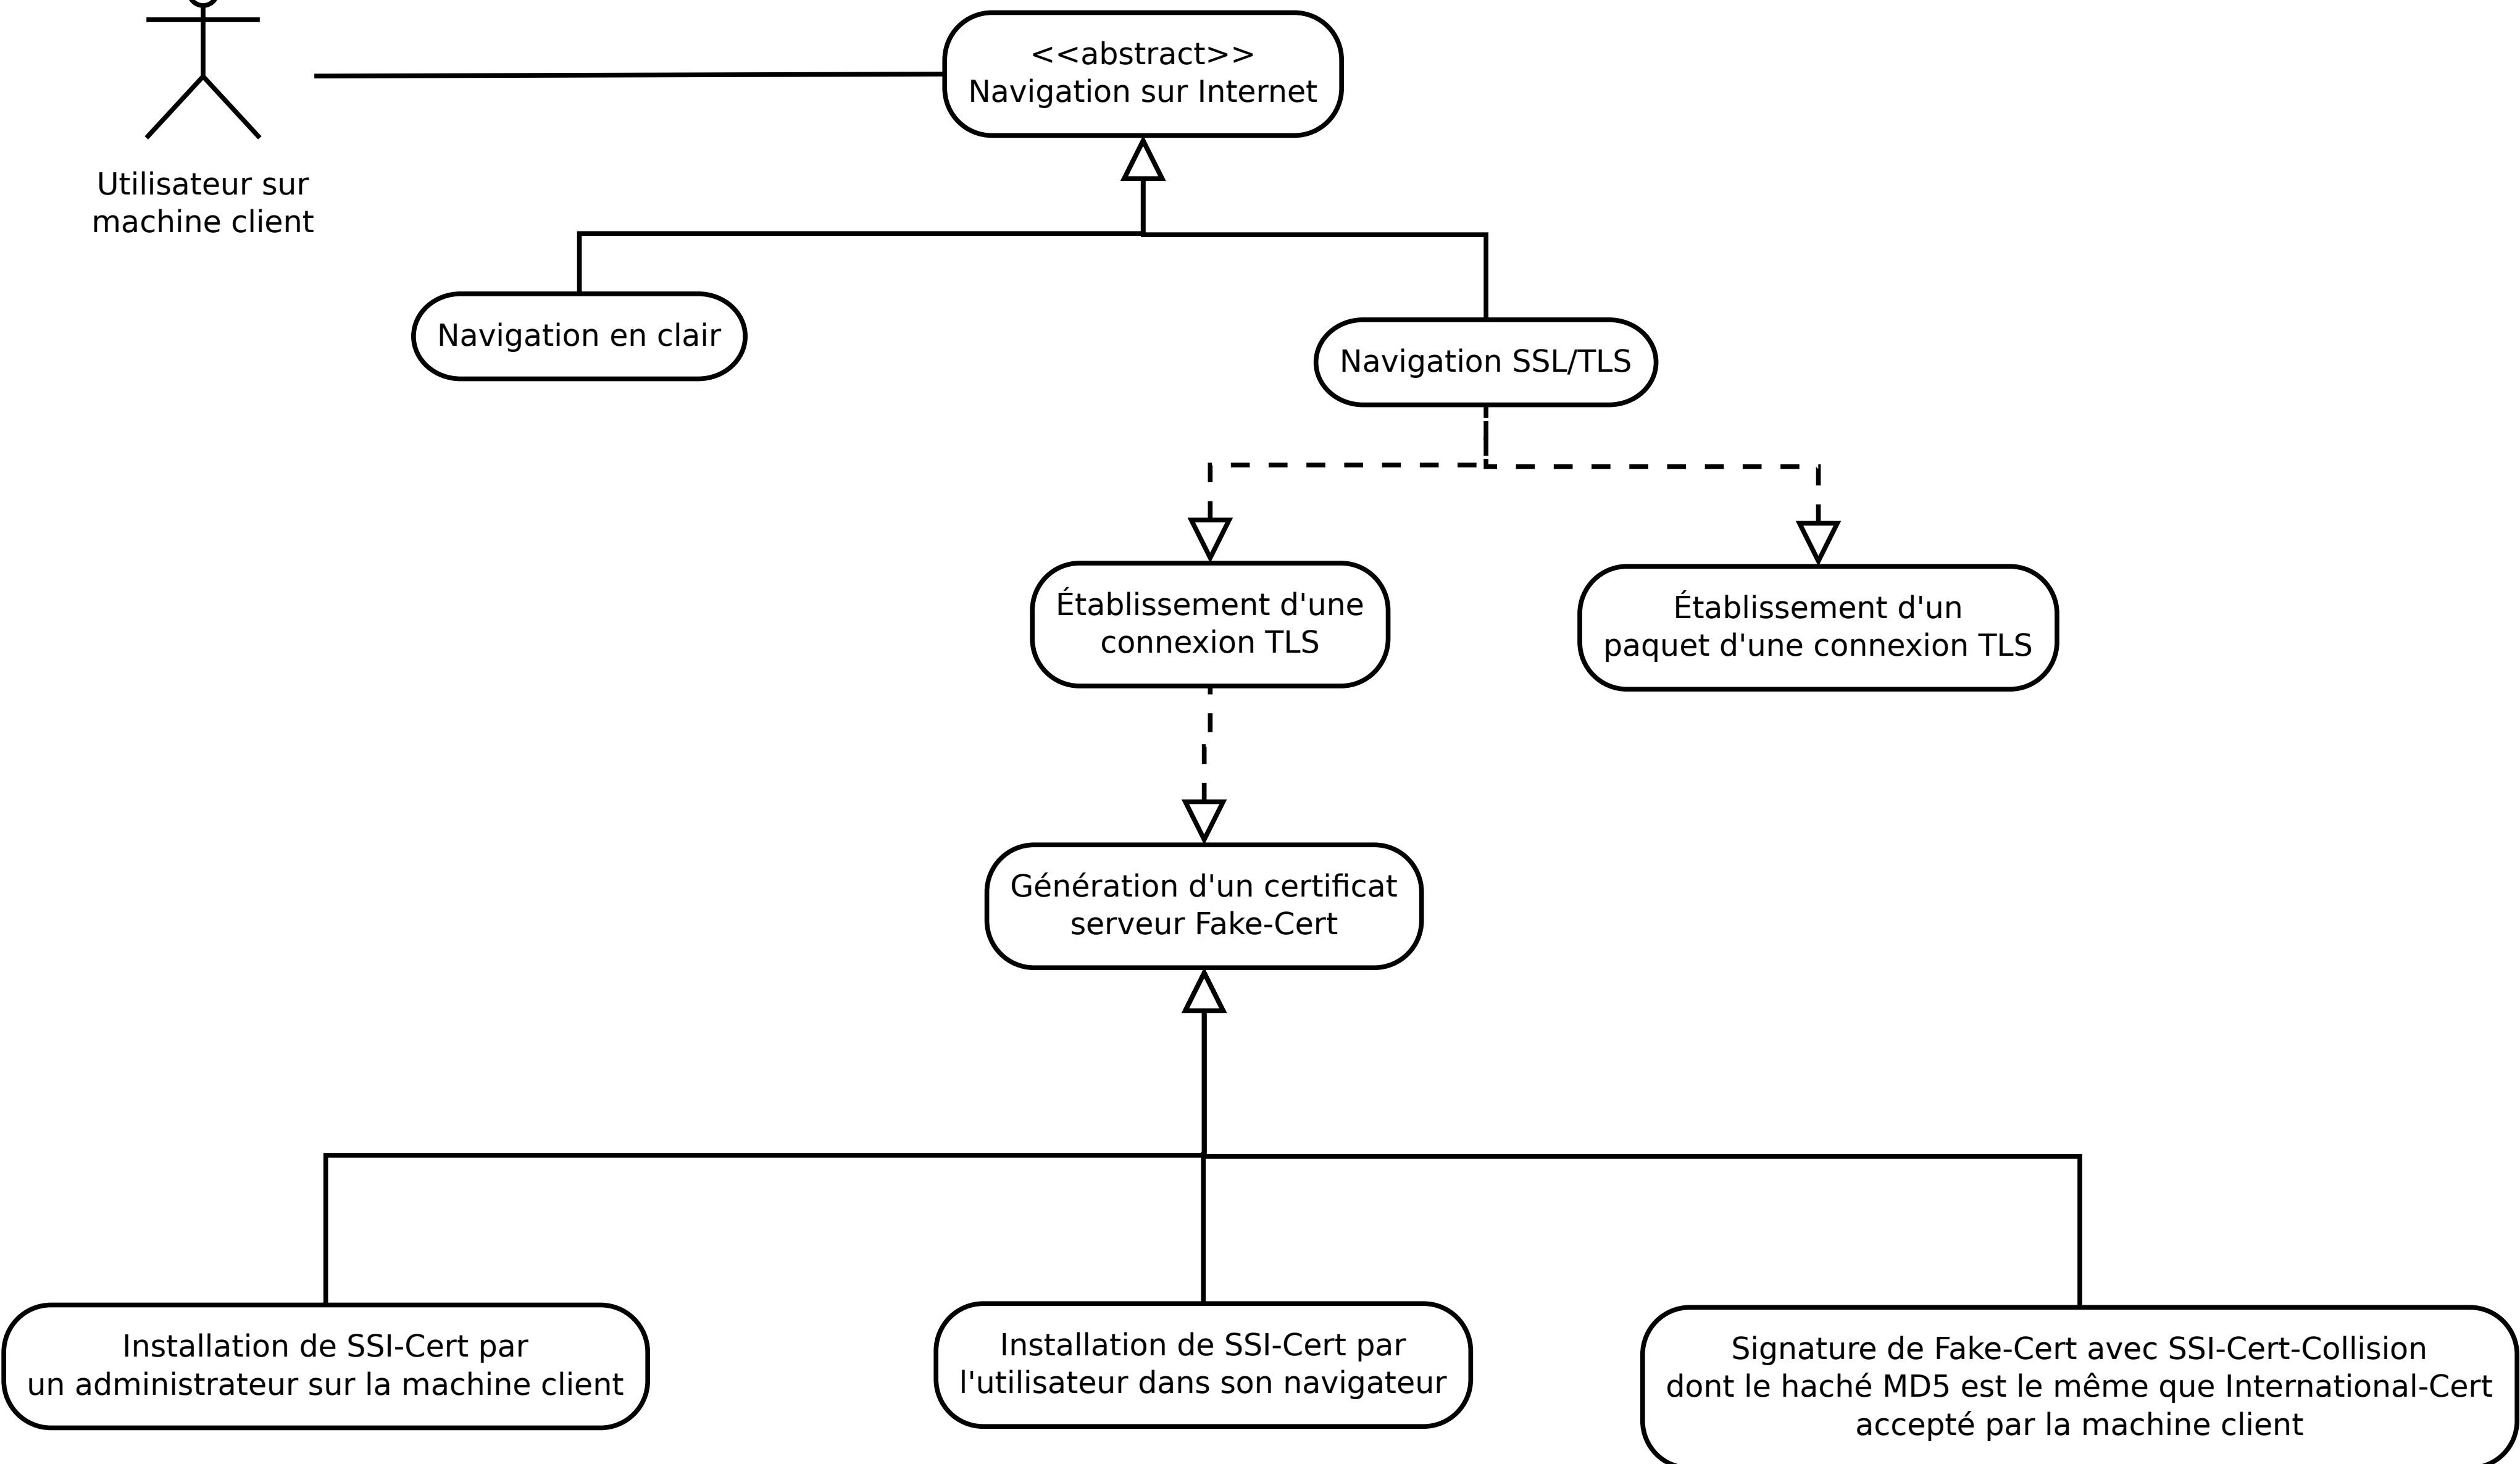 <<abstract>>
Navigation sur Internet
Utilisateur sur
machine client
Navigation en clair
Navigation SSL/TLS
Établissement d'une
connexion TLS
Établissement d'un
paquet d'une connexion TLS
Génération d'un certificat
serveur Fake-Cert
Installation de SSI-Cert par
un administrateur sur la machine client
Installation de SSI-Cert par
l'utilisateur dans son navigateur
Signature de Fake-Cert avec SSI-Cert-Collision
dont le haché MD5 est le même que International-Cert
accepté par la machine client